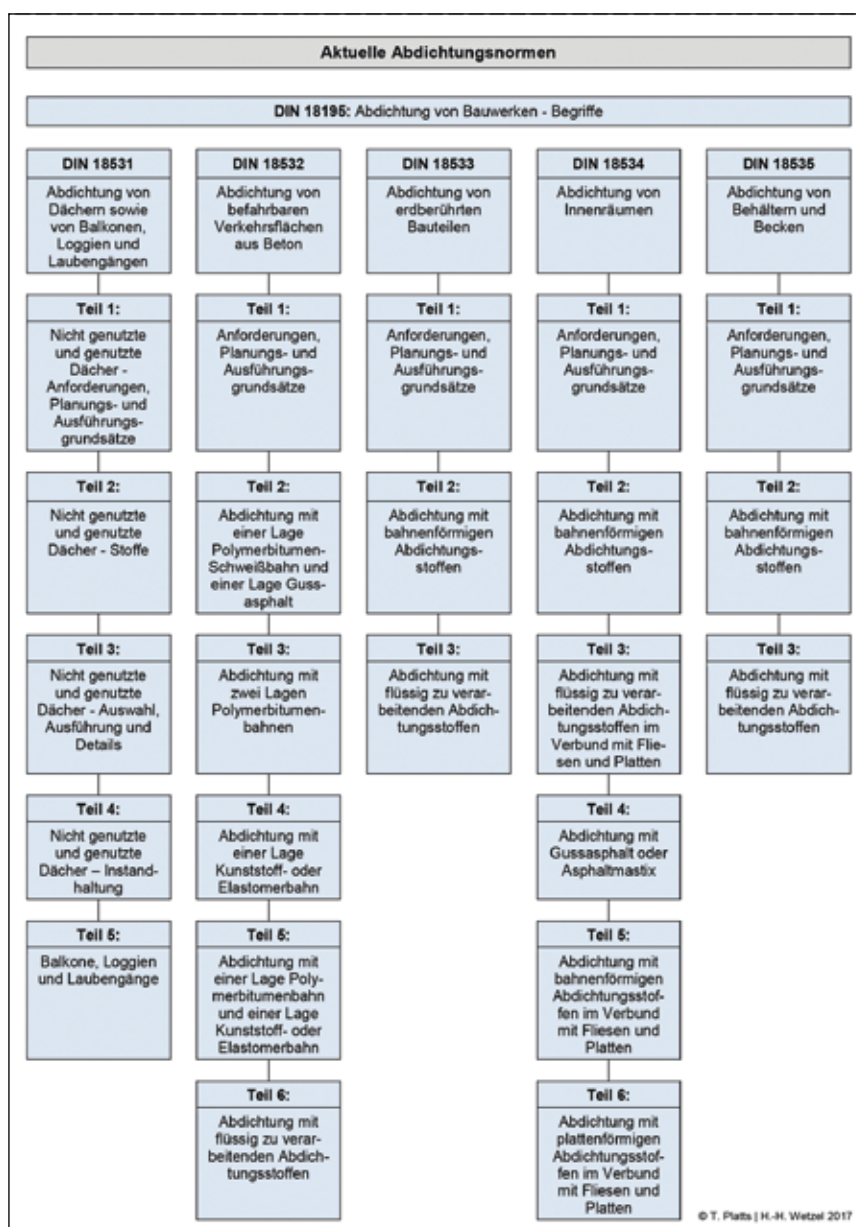 Aktuelle Abdichtungsnormen
DIN 18195: Abdichtung von Bauwerken - Begriffe
DIN 18531
Abdichtung von
Dächern sowie
von Balkonen,
Loggien und
Laubengängen
Teil 1:
Nicht genutzte
und genutzte
Dächer -
Anforderungen,
Planungs- und
Ausführungs-
grundsätze
Teil 2:
Nicht genutzte
und genutzte
Dächer - Stoffe
Teil 3:
Nicht genutzte
und genutzte
Dächer - Auswahl,
Ausführung und
Details
Teil 4:
Nicht genutzte
und genutzte
Dächer – Instand-
haltung
Teil 5:
Balkone, Loggien
und Laubengänge
DIN 18532
Abdichtung von
befahrbaren
Verkehrsflächen
aus Beton
Teil 1:
Anforderungen,
Planungs- und
Ausführungs-
grundsätze
Teil 2:
Abdichtung mit
einer Lage
Polymerbitumen-
Schweißbahn und
einer Lage Guss-
asphalt
Teil 3:
Abdichtung mit
zwei Lagen
Polymerbitumen-
bahnen
Teil 4:
Abdichtung mit
einer Lage
Kunststoff- oder
Elastomerbahn
Teil 5:
Abdichtung mit
einer Lage Poly-
merbitumenbahn
und einer Lage
Kunststoff- oder
Elastomerbahn
Teil 6:
Abdichtung mit
flüssig zu verar-
beitenden Abdich-
tungsstoffen
DIN 18533
Abdichtung von
erdberührten
Bauteilen
Teil 1:
Anforderungen,
Planungs- und
Ausführungs-
grundsätze
Teil 2:
Abdichtung mit
bahnenförmigen
Abdichtungs-
stoffen
Teil 3:
Abdichtung mit
flüssig zu verar-
beitenden Abdich-
tungsstoffen
DIN 18534
Abdichtung von
Innenräumen
Teil 1:
Anforderungen,
Planungs- und
Ausführungs-
grundsätze
Teil 2:
Abdichtung mit
bahnenförmigen
Abdichtungs-
stoffen
Teil 3:
Abdichtung mit
flüssig zu verar-
beitenden Abdich-
tungsstoffen im
Verbund mit Flie-
sen und Platten
Teil 4:
Abdichtung mit
Gussasphalt oder
Asphaltmastix
Teil 5:
Abdichtung mit
bahnenförmigen
Abdichtungsstof-
fen im Verbund
mit Fliesen und
Platten
Teil 6:
Abdichtung mit
plattenförmigen
Abdichtungsstof-
fen im Verbund
mit Fliesen und
Platten
DIN 18535
Abdichtung von
Behältern und
Becken
Teil 1:
Anforderungen,
Planungs- und
Ausführungs-
grundsätze
Teil 2:
Abdichtung mit
bahnenförmigen
Abdichtungs-
stoffen
Teil 3:
Abdichtung mit
flüssig zu verar-
beitenden Abdich-
tungsstoffen
© T. Platts | H.-H. Wetzel 2017